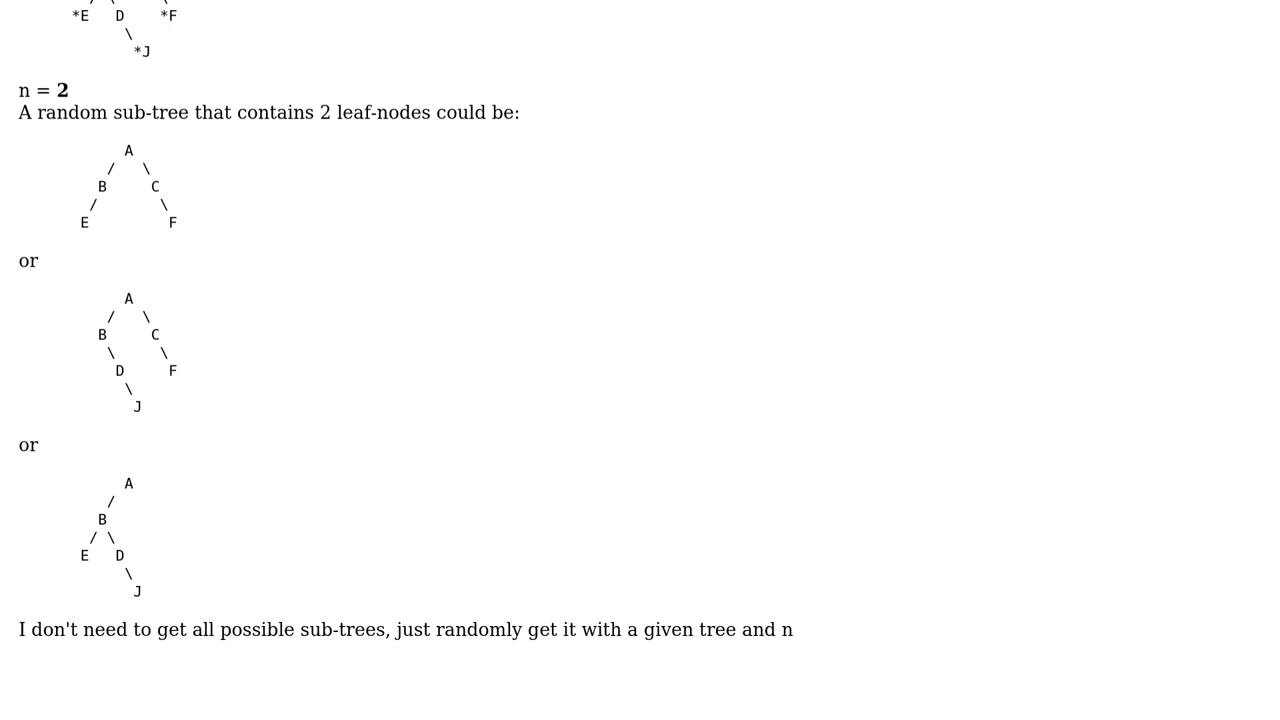 / \ \
*E D *F
\
*J
n = 2
A random sub-tree that contains 2 leaf-nodes could be:
A
/ \
B C
/ \
E F
or
A
/ \
B C
\ \
D F
\
J
or
A
/
B
/ \
E D
\
J
I don't need to get all possible sub-trees, just randomly get it with a given tree and n